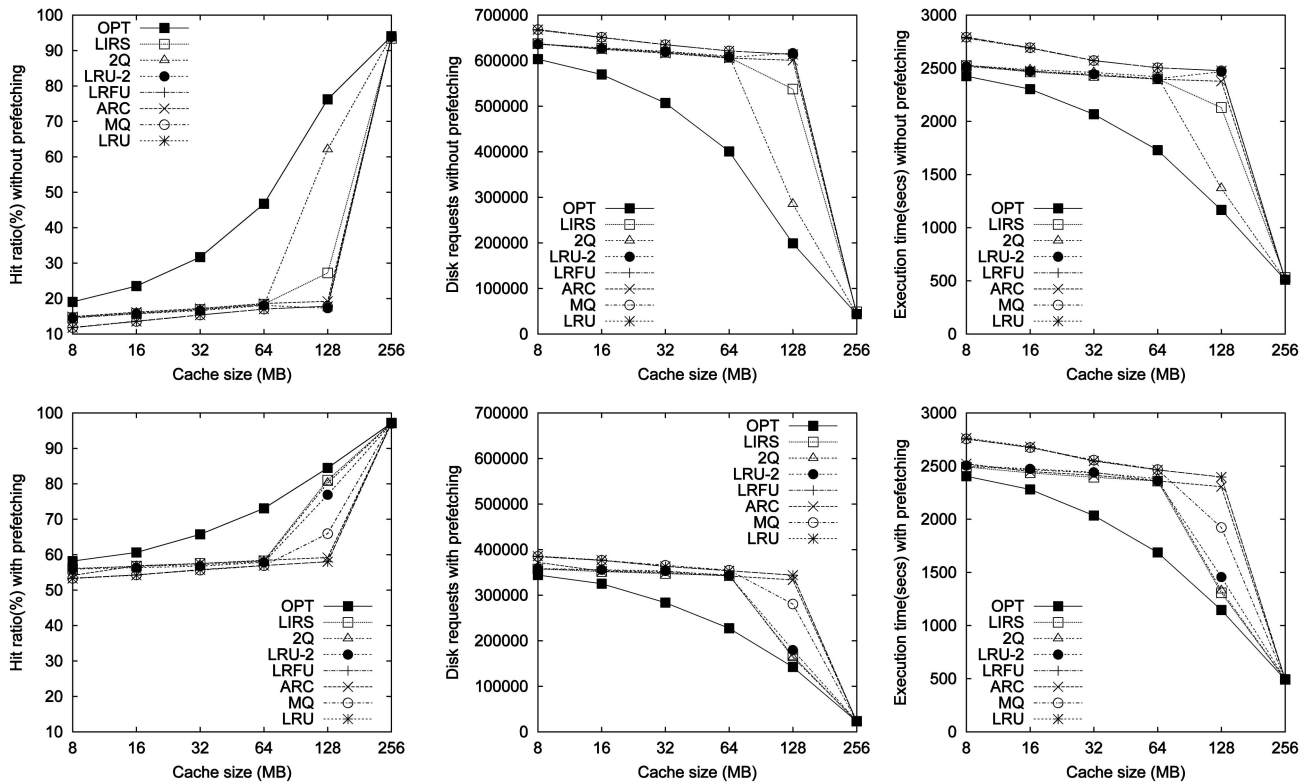 Hit ratio(%) without prefetching
100
90
80
70
60
50
40
30
20
10
OPT
LIRS
2Q
LRU-2
LRFU
ARC
MQ
LRU
8 16 32 64 128 256
Cache size (MB)
Disk requests without prefetching
700000
600000
500000
400000
300000
200000
100000
0
OPT
LIRS
2Q
LRU-2
LRFU
ARC
MQ
LRU
8 16 32 64 128 256
Cache size (MB)
Execution time(secs) without prefetching
3000
2500
2000
1500
1000
500
0
OPT
LIRS
2Q
LRU-2
LRFU
ARC
MQ
LRU
8 16 32 64 128 256
Cache size (MB)
Hit ratio(%) with prefetching
100
90
80
70
60
50
40
30
20
10
OPT
LIRS
2Q
LRU-2
LRFU
ARC
MQ
LRU
8 16 32 64 128 256
Cache size (MB)
Disk requests with prefetching
700000
600000
500000
400000
300000
200000
100000
0
OPT
LIRS
2Q
LRU-2
LRFU
ARC
MQ
LRU
8 16 32 64 128 256
Cache size (MB)
Execution time(secs) with prefetching
3000
2500
2000
1500
1000
500
0
OPT
LIRS
2Q
LRU-2
LRFU
ARC
MQ
LRU
8 16 32 64 128 256
Cache size (MB)